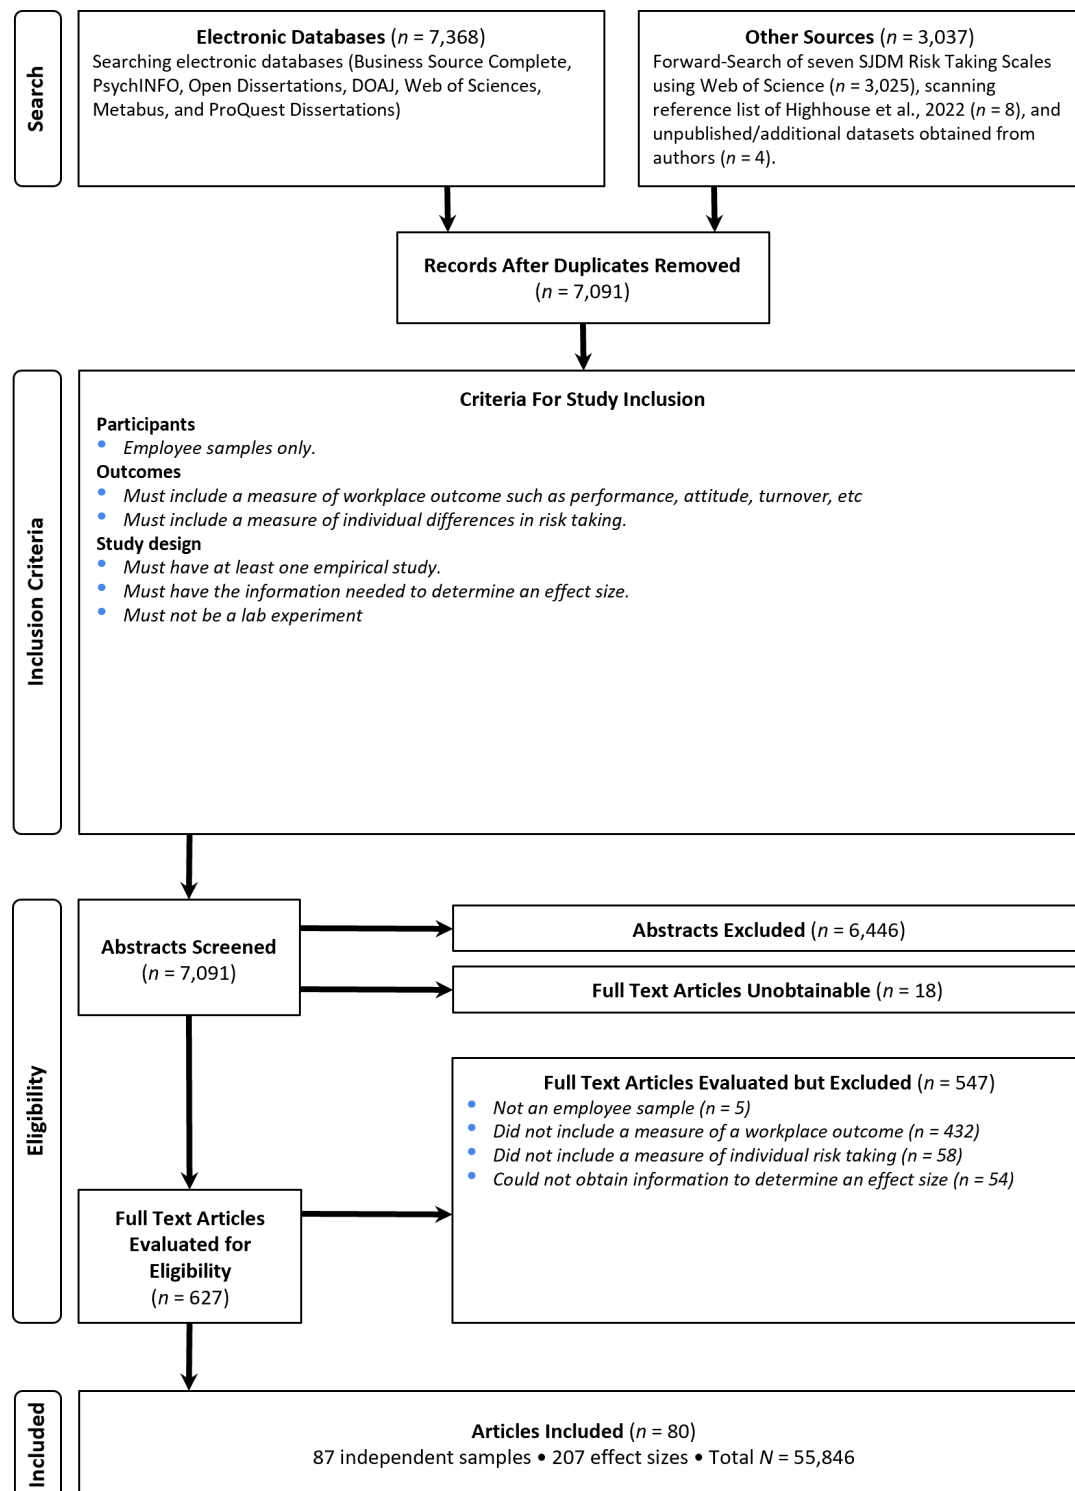 Search
Electronic Databases (n = 7,368)
Searching electronic databases (Business Source Complete,
PsychINFO, Open Dissertations, DOAJ, Web of Sciences,
Metabus, and ProQuest Dissertations)
Other Sources (n = 3,037)
Forward-Search of seven SJDM Risk Taking Scales
using Web of Science (n = 3,025), scanning
reference list of Highhouse et al., 2022 (n = 8), and
unpublished/additional datasets obtained from
authors (n = 4).
Records After Duplicates Removed
(n = 7,091)
Inclusion Criteria
Criteria For Study Inclusion
Participants
• Employee samples only.
Outcomes
• Must include a measure of workplace outcome such as performance, attitude, turnover, etc
• Must include a measure of individual differences in risk taking.
Study design
• Must have at least one empirical study.
• Must have the information needed to determine an effect size.
• Must not be a lab experiment
Eligibility
Abstracts Screened
(n = 7,091)
Abstracts Excluded (n = 6,446)
Full Text Articles Unobtainable (n = 18)
Full Text Articles Evaluated but Excluded (n = 547)
• Not an employee sample (n = 5)
• Did not include a measure of a workplace outcome (n = 432)
• Did not include a measure of individual risk taking (n = 58)
• Could not obtain information to determine an effect size (n = 54)
Full Text Articles
Evaluated for
Eligibility
(n = 627)
Included
Articles Included (n = 80)
87 independent samples • 207 effect sizes • Total N = 55,846